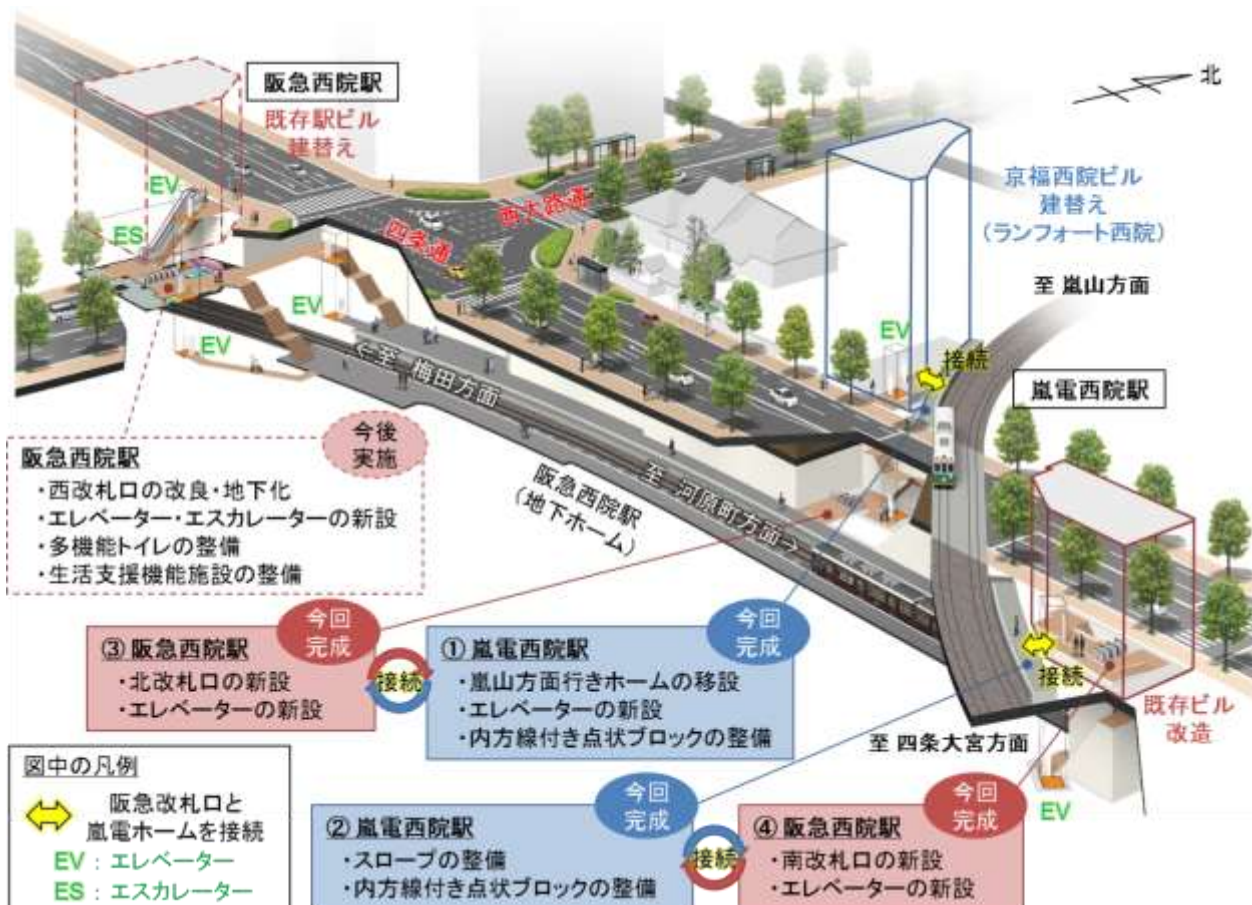 阪急西院駅
既存駅ビル
建替え
北
EV
ES
西大路通
四条通
京福西院ビル
建替え
(ランフォート西院)
至 嵐山方面
EV
EV
EV
接続
嵐電西院駅
←至 梅田方面
至 河原町方面→
阪急西院駅
(地下ホーム)
今後
実施
阪急西院駅
・西改札口の改良・地下化
・エレベーター・エスカレーターの新設
・多機能トイレの整備
・生活支援機能施設の整備
今回
完成
③ 阪急西院駅
・北改札口の新設
・エレベーターの新設
接続
今回
完成
① 嵐電西院駅
・嵐山方面行きホームの移設
・エレベーターの新設
・内方線付き点状ブロックの整備
接続
既存ビル
改造
至 四条大宮方面
EV
図中の凡例
阪急改札口と
嵐電ホームを接続
EV：エレベーター
ES：エスカレーター
今回
完成
② 嵐電西院駅
・スロープの整備
・内方線付き点状ブロックの整備
接続
今回
完成
④ 阪急西院駅
・南改札口の新設
・エレベーターの新設